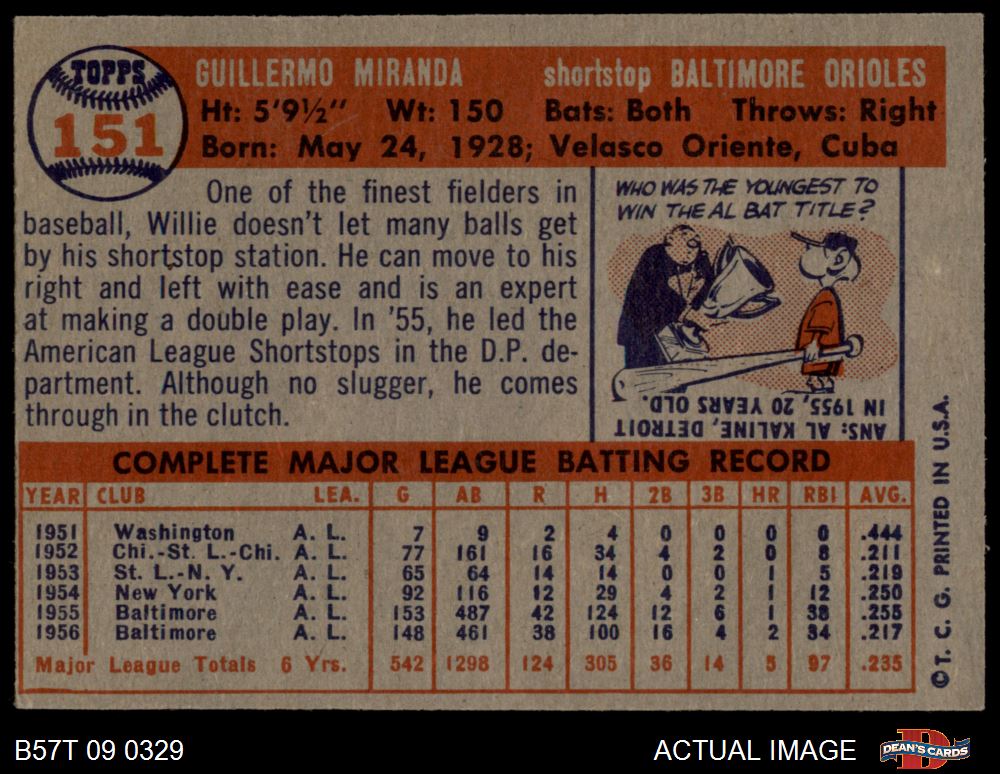 TOPPS
151
GUILLERMO MIRANDA shortstop BALTIMORE ORIOLES
Ht: 5'9½" Wt: 150 Bats: Both Throws: Right
Born: May 24, 1928; Velasco Oriente, Cuba
One of the finest fielders in
baseball, Willie doesn't let many balls get
by his shortstop station. He can move to his
right and left with ease and is an expert
at making a double play. In '55, he led the
American League Shortstops in the D.P. de-
partment. Although no slugger, he comes
through in the clutch.
WHO WAS THE YOUNGEST TO
WIN THE AL BAT TITLE?
ANS: AL KALINE, DETROIT
IN 1955, 20 YEARS OLD.
COMPLETE MAJOR LEAGUE BATTING RECORD
YEAR CLUB LEA. G AB R H 2B 3B HR RBI AVG.
1951 Washington A. L. 7 9 2 4 0 0 0 0 .444
1952 Chi.-St. L.-Chi. A. L. 77 161 16 34 4 2 0 8 .211
1953 St. L.-N. Y. A. L. 65 64 14 14 0 0 1 5 .219
1954 New York A. L. 92 116 12 29 4 2 1 12 .250
1955 Baltimore A. L. 153 487 42 124 12 6 1 38 .255
1956 Baltimore A. L. 148 461 38 100 16 4 2 34 .217
Major League Totals 6 Yrs. 542 1298 124 305 36 14 5 97 .235
©T. C. G. PRINTED IN U.S.A.
B57T 09 0329 ACTUAL IMAGE DEAN'S CARDS